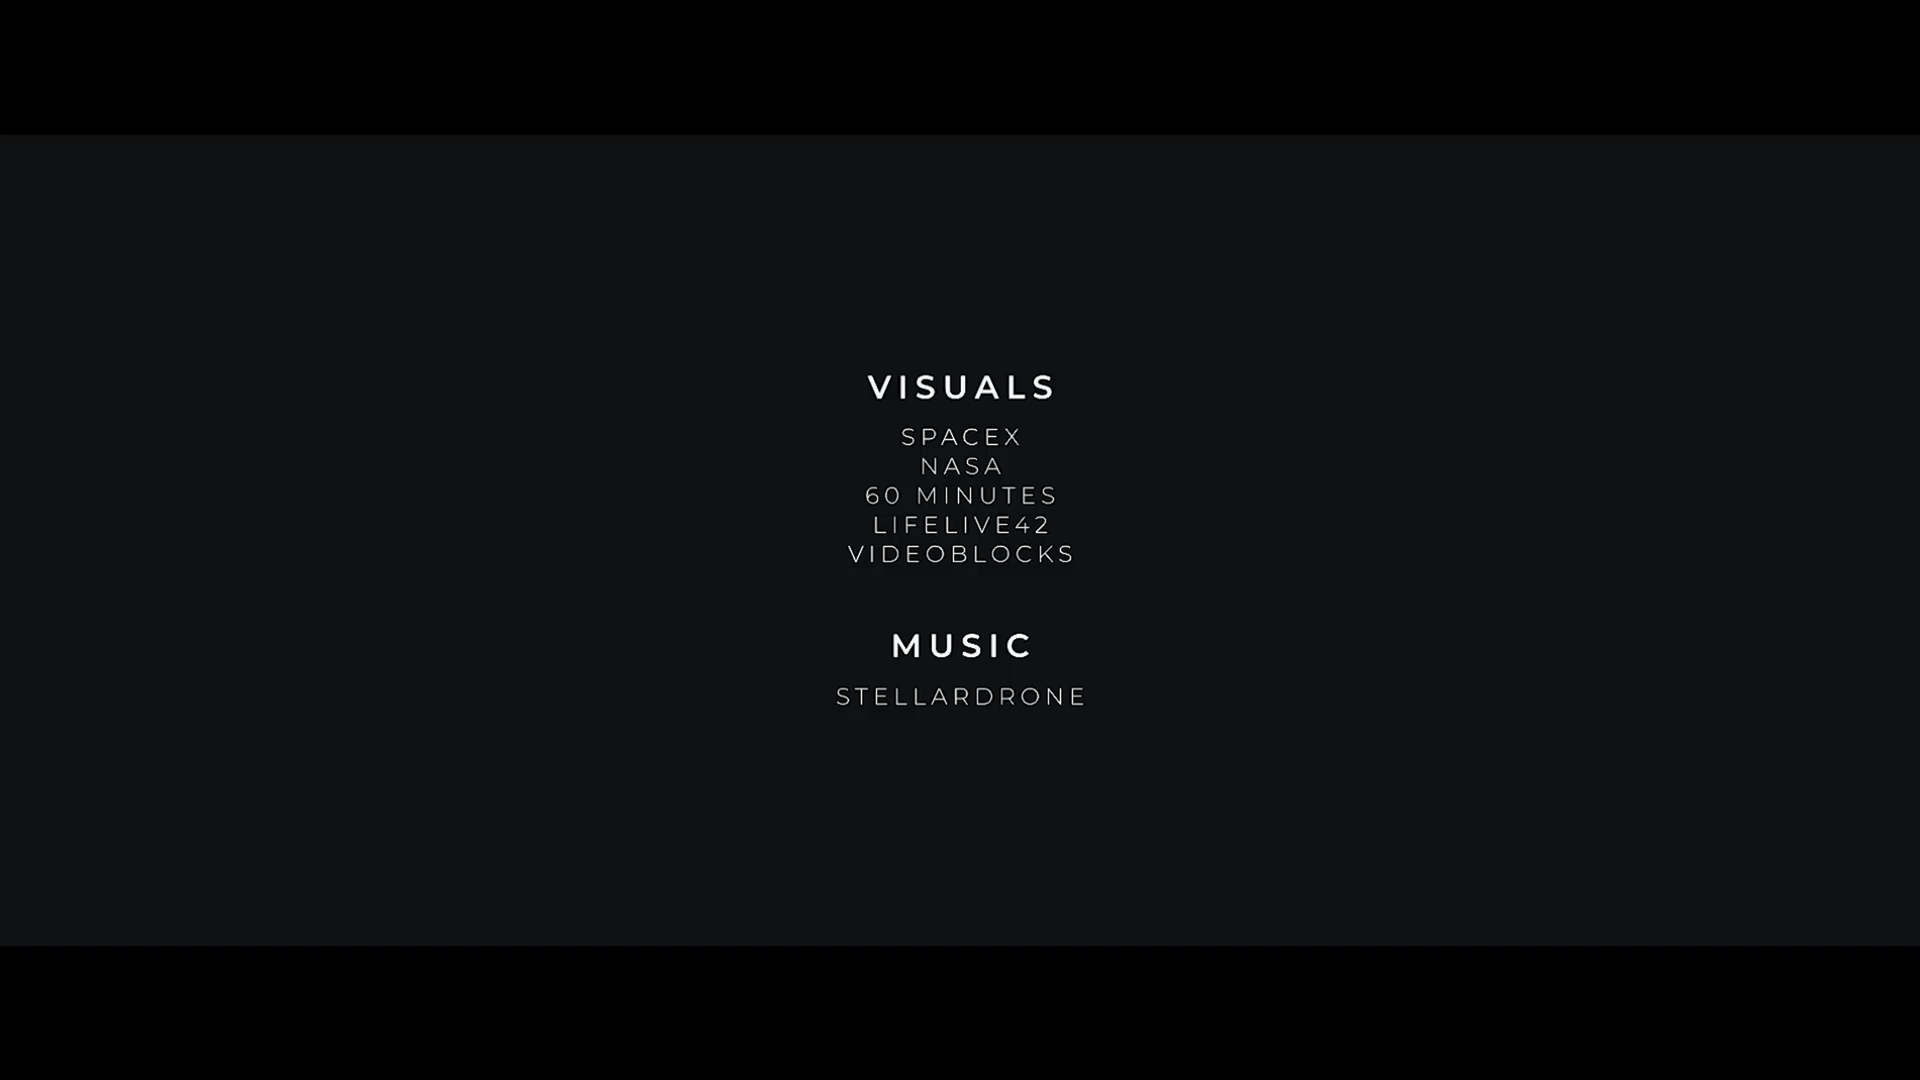 VISUALS
SPACEX
NASA
60 MINUTES
LIFELIVE42
VIDEOBLOCKS
MUSIC
STELLARDRONE